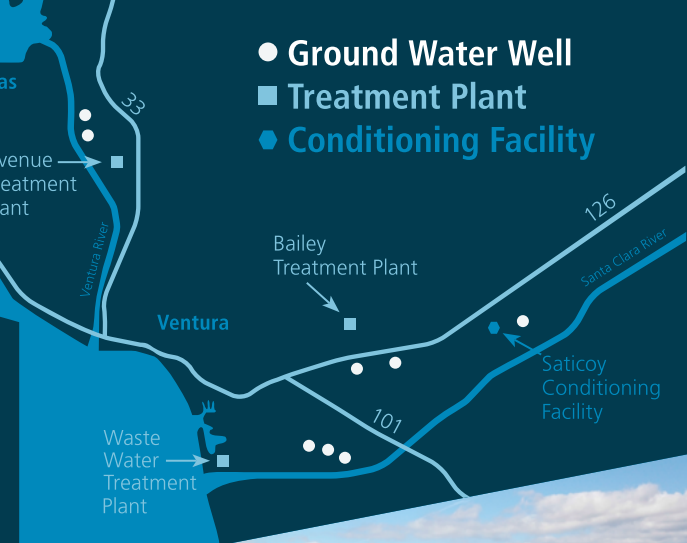 Ground Water Well
Treatment Plant
Conditioning Facility
as
33
venue
eatment
ant
126
Ventura River
Bailey
Treatment Plant
Santa Clara River
Ventura
Saticoy
Conditioning
Facility
101
Waste
Water
Treatment
Plant